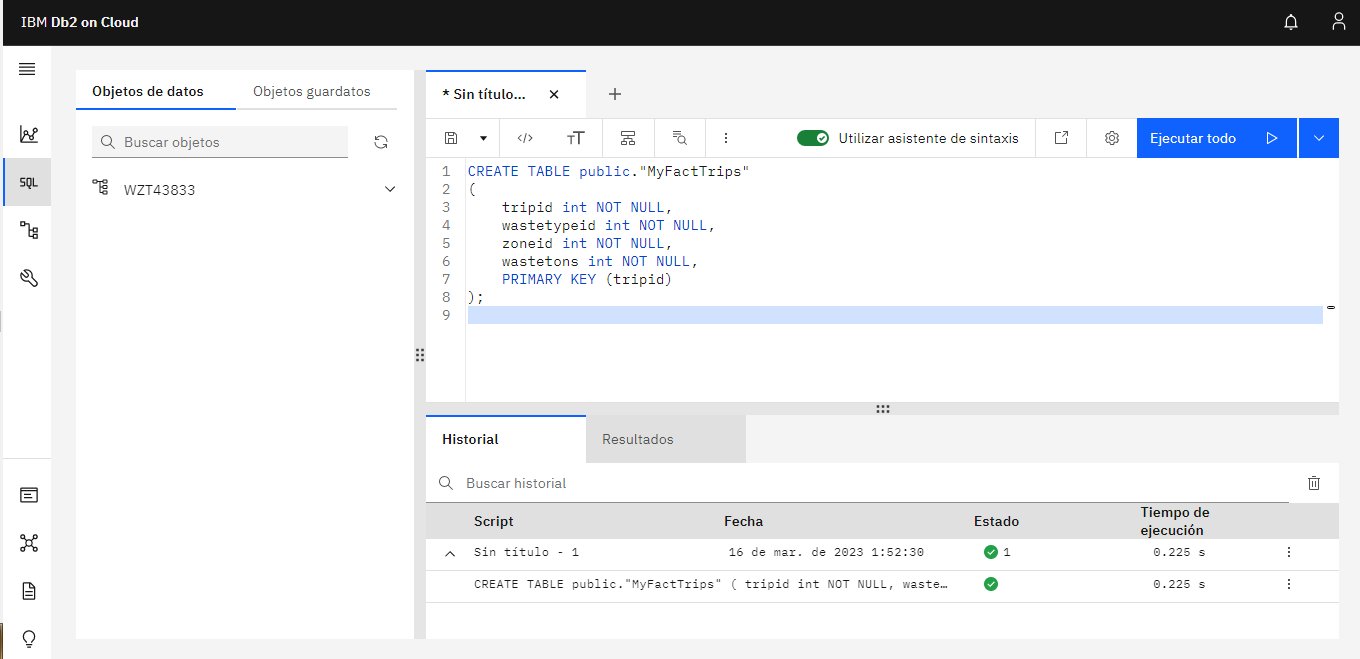 IBM Db2 on Cloud
Objetos de datos
Objetos guardatos
Buscar objetos
WZT43833
SQL
* Sin título...
Utilizar asistente de sintaxis
Ejecutar todo
1 CREATE TABLE public."MyFactTrips"
2 (
3 tripid int NOT NULL,
4 wastetypeid int NOT NULL,
5 zoneid int NOT NULL,
6 wastetons int NOT NULL,
7 PRIMARY KEY (tripid)
8 );
9
Historial
Resultados
Buscar historial
Script Fecha Estado Tiempo de
ejecución
Sin título - 1 16 de mar. de 2023 1:52:30 1 0.225 s
CREATE TABLE public."MyFactTrips" ( tripid int NOT NULL, waste… 0.225 s